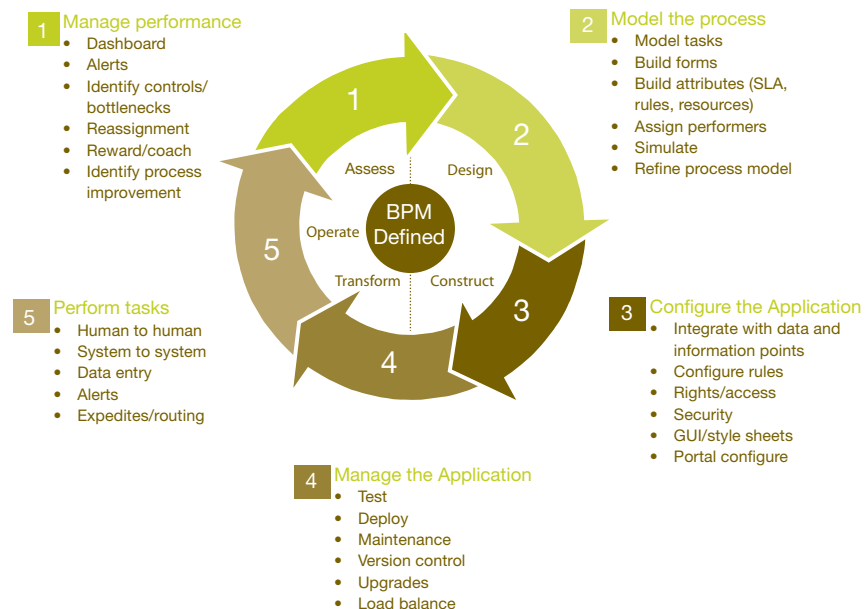 1 Manage performance
• Dashboard
• Alerts
• Identify controls/
bottlenecks
• Reassignment
• Reward/coach
• Identify process
improvement
2 Model the process
• Model tasks
• Build forms
• Build attributes (SLA,
rules, resources)
• Assign performers
• Simulate
• Refine process model
1
2
3
4
5
Assess
Design
Operate
BPM
Defined
Transform
Construct
5 Perform tasks
• Human to human
• System to system
• Data entry
• Alerts
• Expedites/routing
3 Configure the Application
• Integrate with data and
information points
• Configure rules
• Rights/access
• Security
• GUI/style sheets
• Portal configure
4 Manage the Application
• Test
• Deploy
• Maintenance
• Version control
• Upgrades
• Load balance